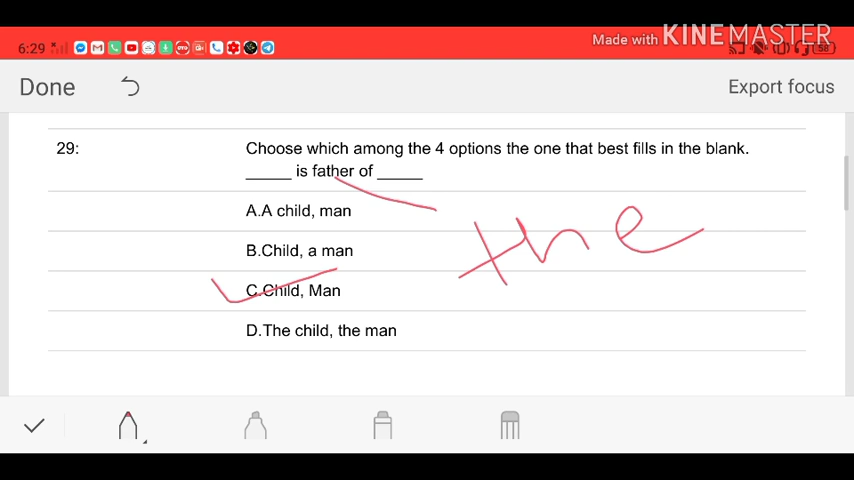 6:29
Made with KINEMASTER
58
Done
Export focus
29:
Choose which among the 4 options the one that best fills in the blank.
_____ is father of _____
A.A child, man
B.Child, a man
C.Child, Man
D.The child, the man
the